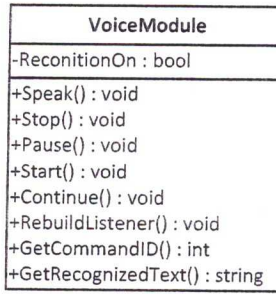 VoiceModule
-ReconitionOn : bool
+Speak() : void
+Stop() : void
+Pause() : void
+Start() : void
+Continue() : void
+RebuildListener() : void
+GetCommandID() : int
+GetRecognizedText() : string